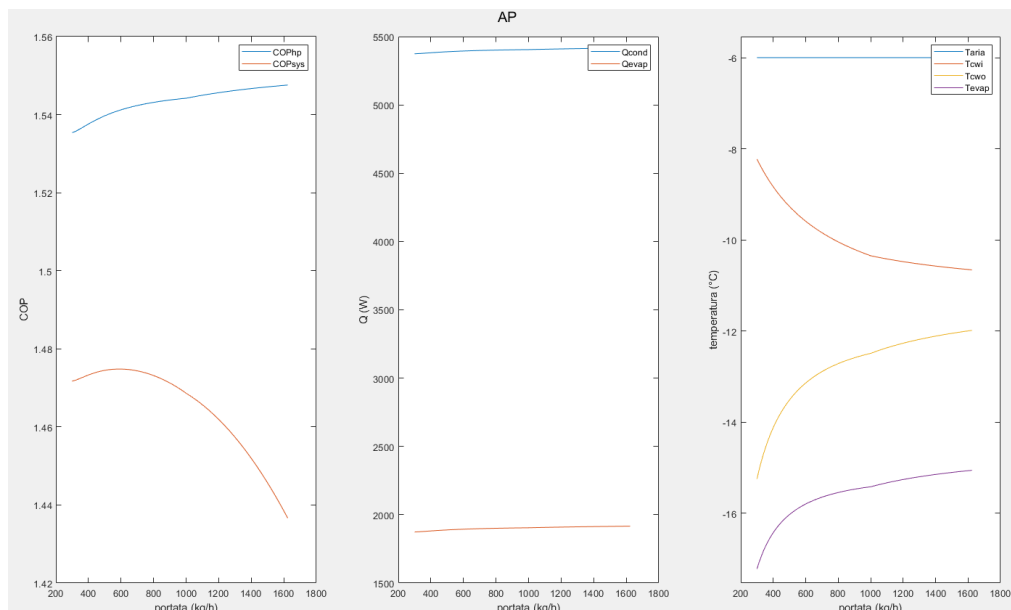 AP
COP
1.56
1.54
1.52
1.5
1.48
1.46
1.44
1.42
200 400 600 800 1000 1200 1400 1600 1800
portata (kg/h)
COPhp
COPsys
Q (W)
5500
5000
4500
4000
3500
3000
2500
2000
1500
200 400 600 800 1000 1200 1400 1600 1800
portata (kg/h)
Qcond
Qevap
temperatura (°C)
-6
-8
-10
-12
-14
-16
200 400 600 800 1000 1200 1400 1600 1800
portata (kg/h)
Taria
Tcwi
Tcwo
Tevap